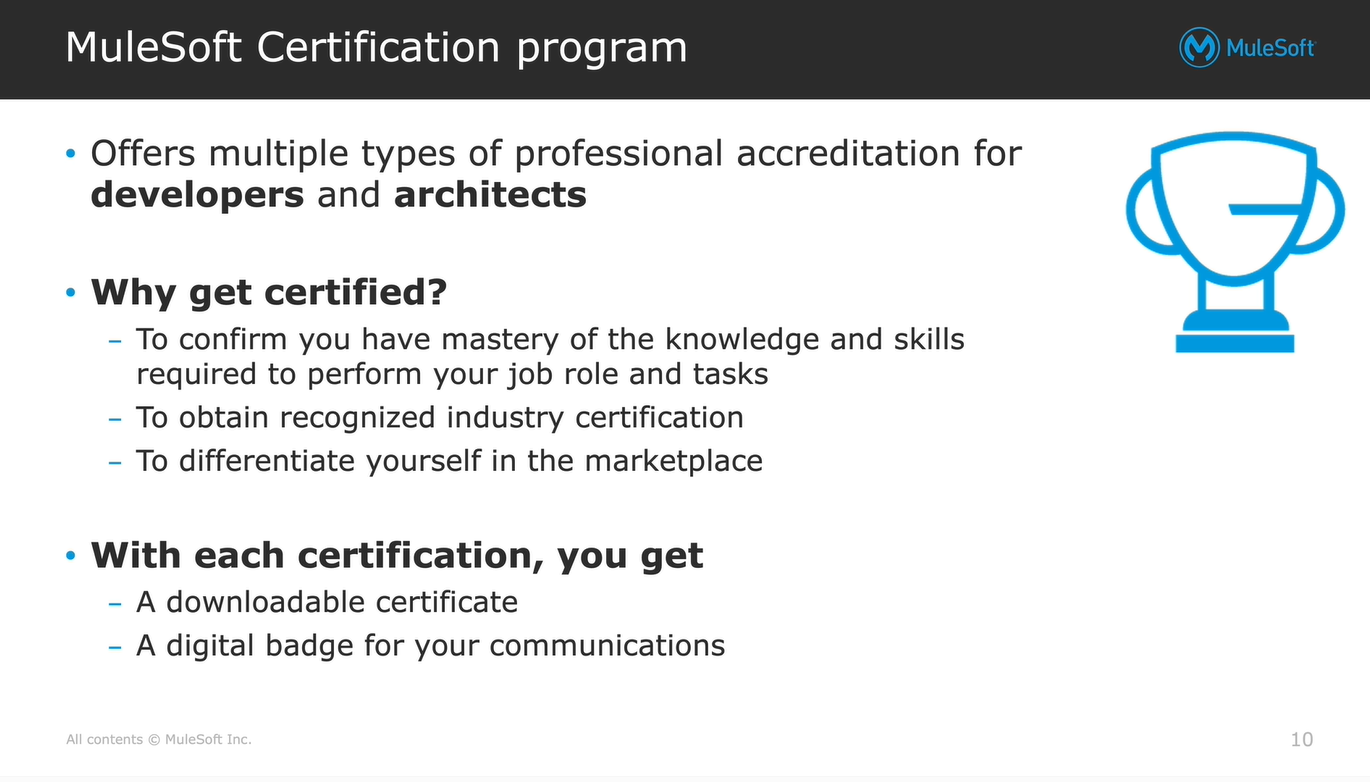 MuleSoft Certification program
MuleSoft
• Offers multiple types of professional accreditation for
developers and architects
• Why get certified?
– To confirm you have mastery of the knowledge and skills
required to perform your job role and tasks
– To obtain recognized industry certification
– To differentiate yourself in the marketplace
• With each certification, you get
– A downloadable certificate
– A digital badge for your communications
All contents © MuleSoft Inc.
10